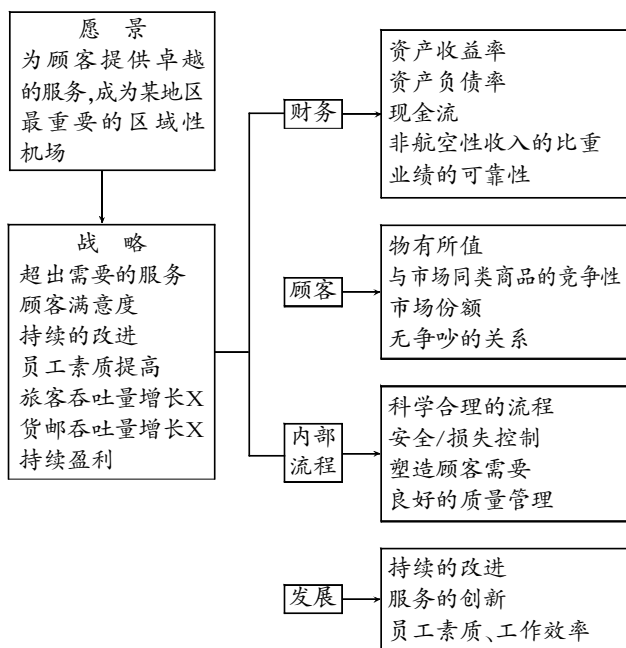 愿景
为顾客提供卓越
的服务,成为某地区
最重要的区域性
机场
战略
超出需要的服务
顾客满意度
持续的改进
员工素质提高
旅客吞吐量增长X
货邮吞吐量增长X
持续盈利
财务
资产收益率
资产负债率
现金流
非航空性收入的比重
业绩的可靠性
顾客
物有所值
与市场同类商品的竞争性
市场份额
无争吵的关系
内部
流程
科学合理的流程
安全/损失控制
塑造顾客需要
良好的质量管理
发展
持续的改进
服务的创新
员工素质、工作效率